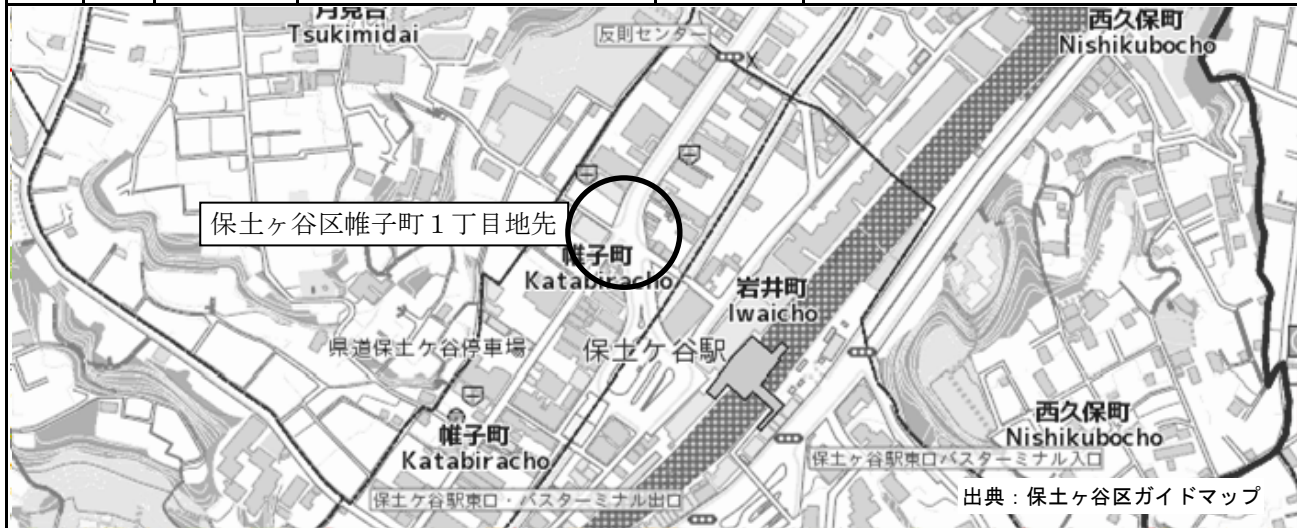 月見台
Tsukimidai
反則センター
西久保町
Nishikubocho
保土ヶ谷区帷子町１丁目地先
帷子町
Katabiracho
岩井町
Iwaicho
県道保土ケ谷停車場
保土ケ谷駅
西久保町
Nishikubocho
帷子町
Katabiracho
保土ヶ谷駅東口バスターミナル入口
保土ケ谷駅東口・バスターミナル出口
出典：保土ヶ谷区ガイドマップ